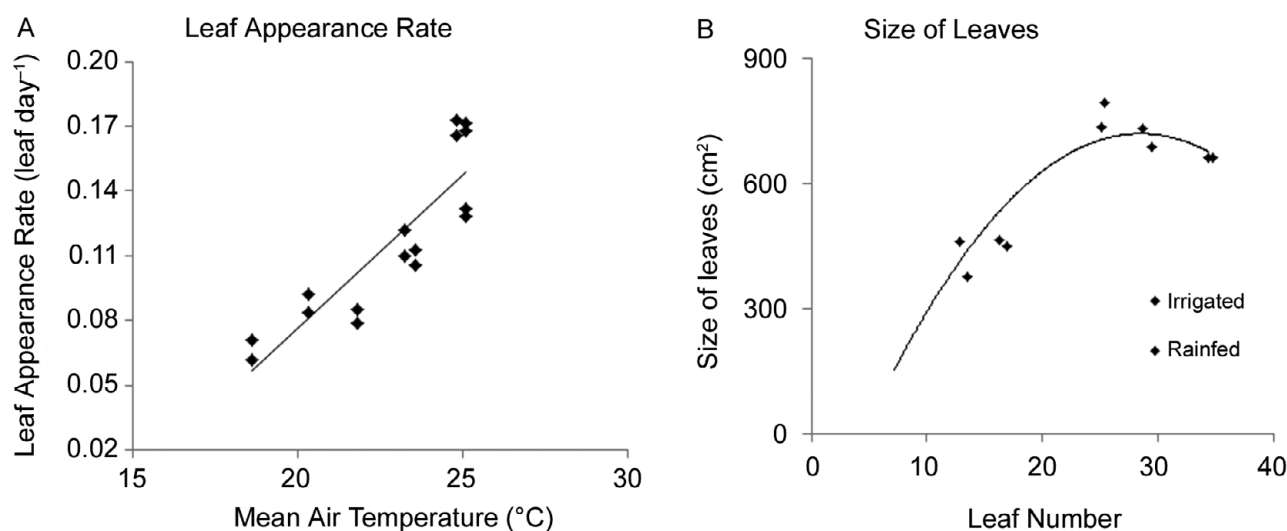 A
Leaf Appearance Rate
Leaf Appearance Rate (leaf day⁻¹)
0.20
0.17
0.14
0.11
0.08
0.05
0.02
15 20 25 30
Mean Air Temperature (°C)
B
Size of Leaves
Size of leaves (cm²)
900
600
300
0
Irrigated
Rainfed
0 10 20 30 40
Leaf Number